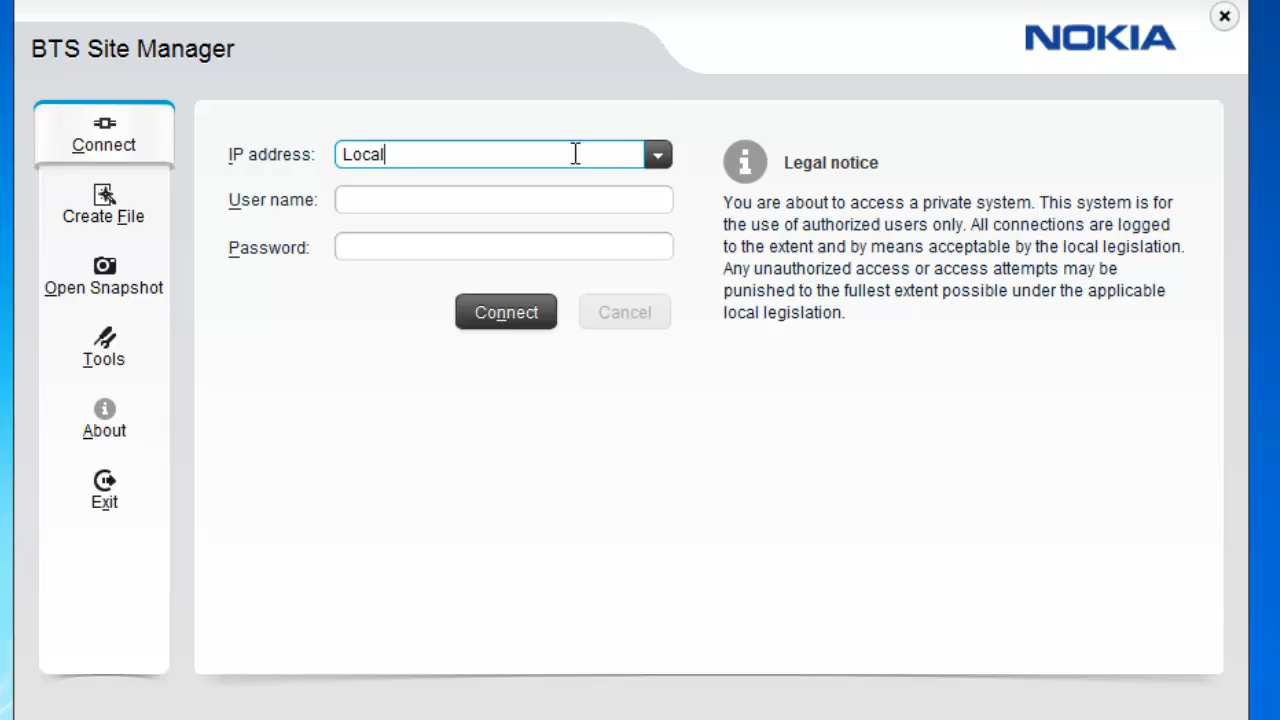 BTS Site Manager
NOKIA
Connect
Create File
Open Snapshot
Tools
About
Exit
IP address: Local
User name:
Password:
Connect Cancel
Legal notice
You are about to access a private system. This system is for
the use of authorized users only. All connections are logged
to the extent and by means acceptable by the local legislation.
Any unauthorized access or access attempts may be
punished to the fullest extent possible under the applicable
local legislation.